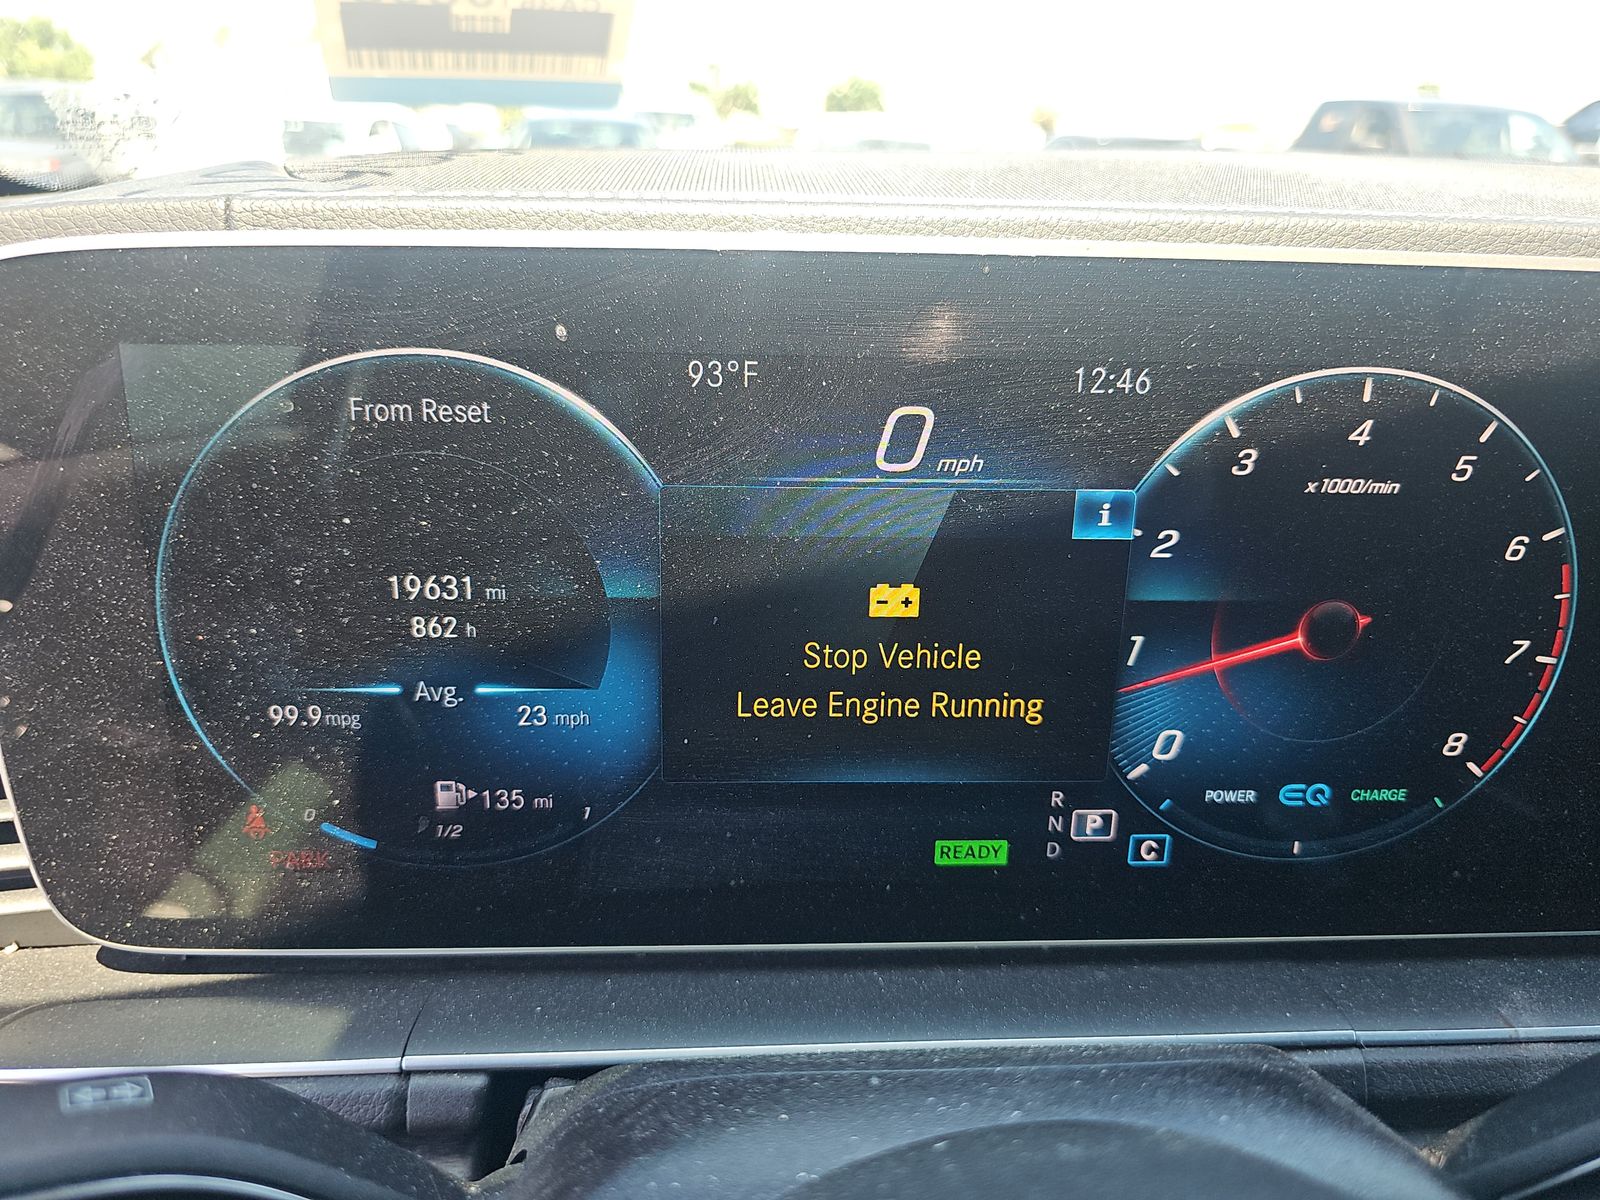 93°F
12:46
From Reset
0 mph
i
19631 mi
862 h
Avg.
99.9 mpg
23 mph
135 mi
0
1/2
1
PARK
- +
Stop Vehicle
Leave Engine Running
READY
R
N P
D C
0
1
2
3
4
5
6
7
8
x1000/min
POWER EQ CHARGE